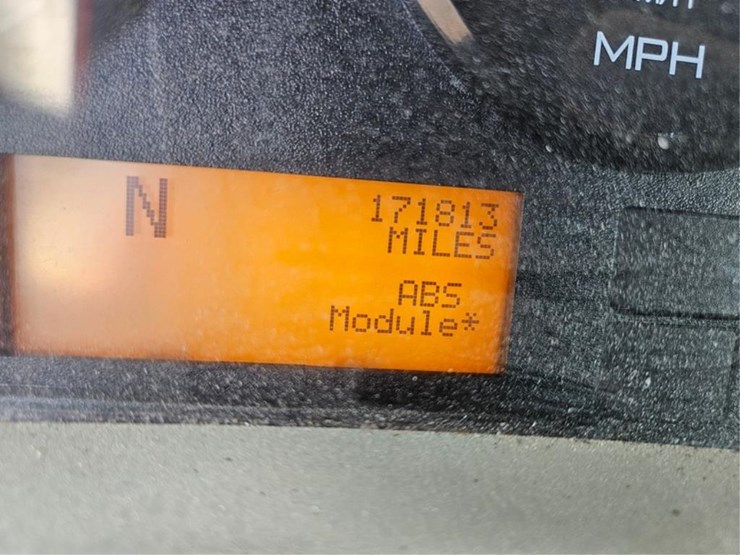 MPH
N
171813
MILES
ABS
Module*